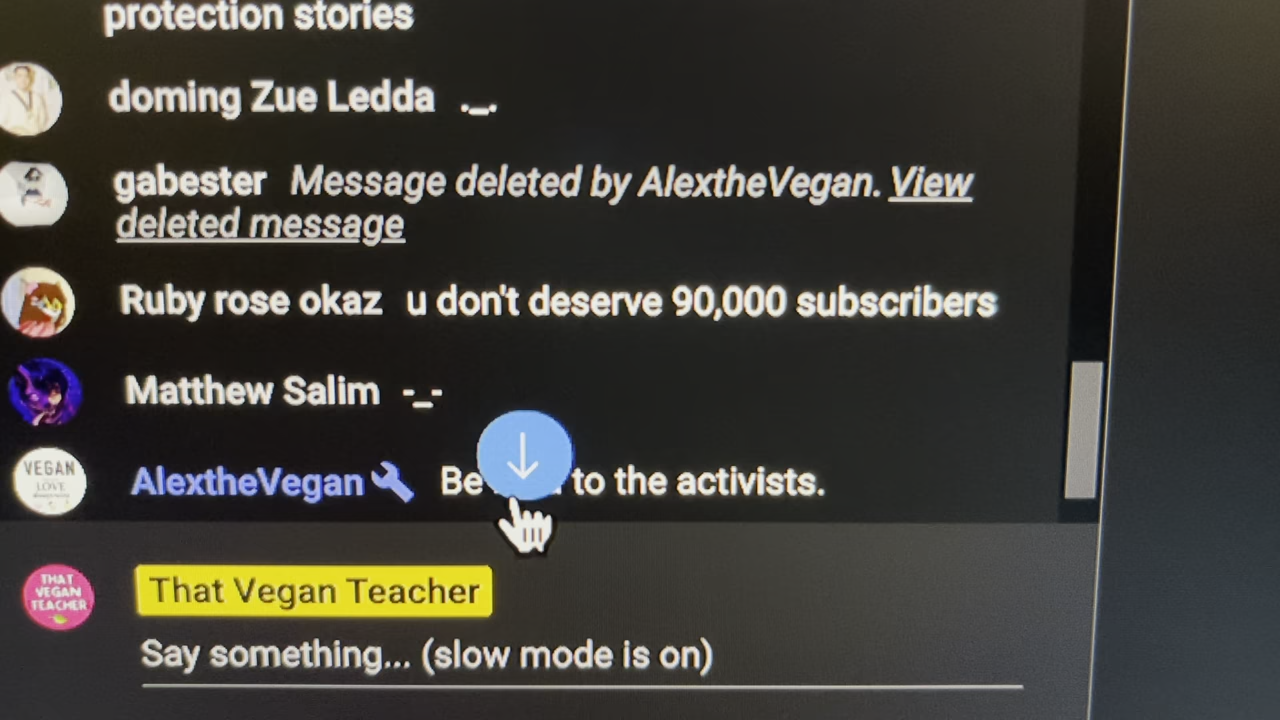 protection stories
doming Zue Ledda ._.
gabester Message deleted by AlextheVegan. View
deleted message
Ruby rose okaz u don't deserve 90,000 subscribers
Matthew Salim -_-
VEGAN
LOVE
AlextheVegan Be to the activists.
THAT
VEGAN
TEACHER
That Vegan Teacher
Say something... (slow mode is on)